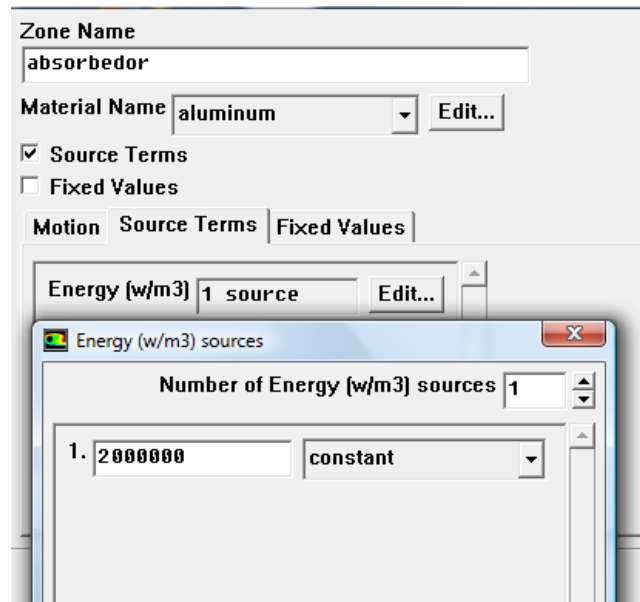 Zone Name
absorbedor
Material Name aluminum Edit...
Source Terms
Fixed Values
Motion Source Terms Fixed Values
Energy (w/m3) 1 source Edit...
Energy (w/m3) sources
Number of Energy (w/m3) sources 1
1. 2000000 constant